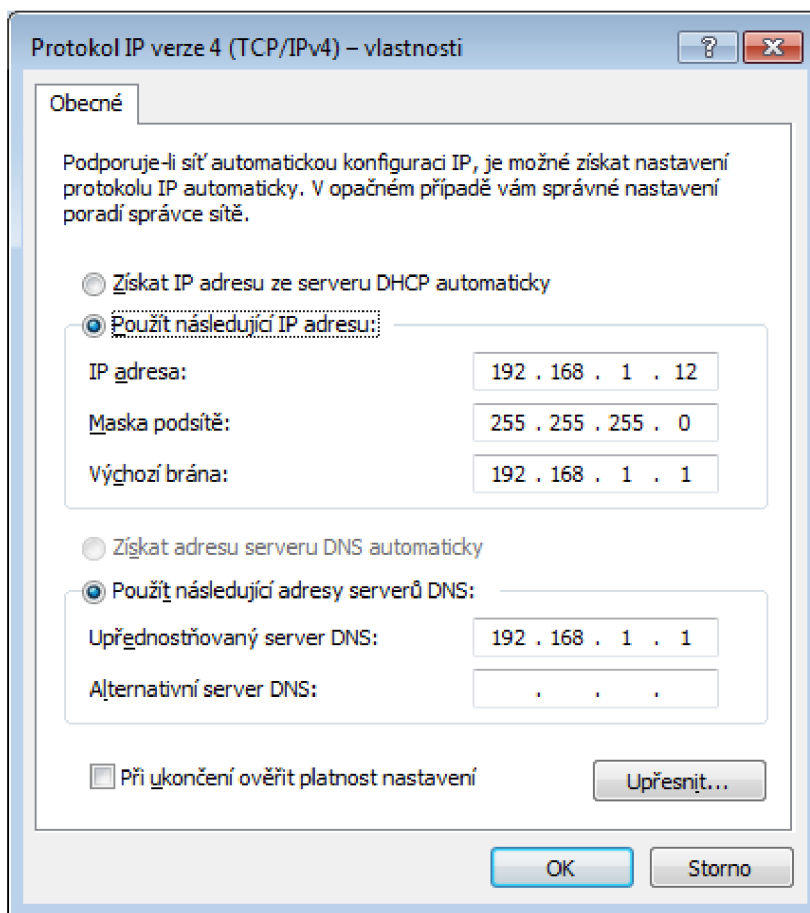 Protokol IP verze 4 (TCP/IPv4) – vlastnosti
Obecné
Podporuje-li síť automatickou konfiguraci IP, je možné získat nastavení
protokolu IP automaticky. V opačném případě vám správné nastavení
poradí správce sítě.
Získat IP adresu ze serveru DHCP automaticky
Použít následující IP adresu:
IP adresa: 192 . 168 . 1 . 12
Maska podsítě: 255 . 255 . 255 . 0
Výchozí brána: 192 . 168 . 1 . 1
Získat adresu serveru DNS automaticky
Použít následující adresy serverů DNS:
Upřednostňovaný server DNS: 192 . 168 . 1 . 1
Alternativní server DNS: . . .
Při ukončení ověřit platnost nastavení Upřesnit...
OK Storno